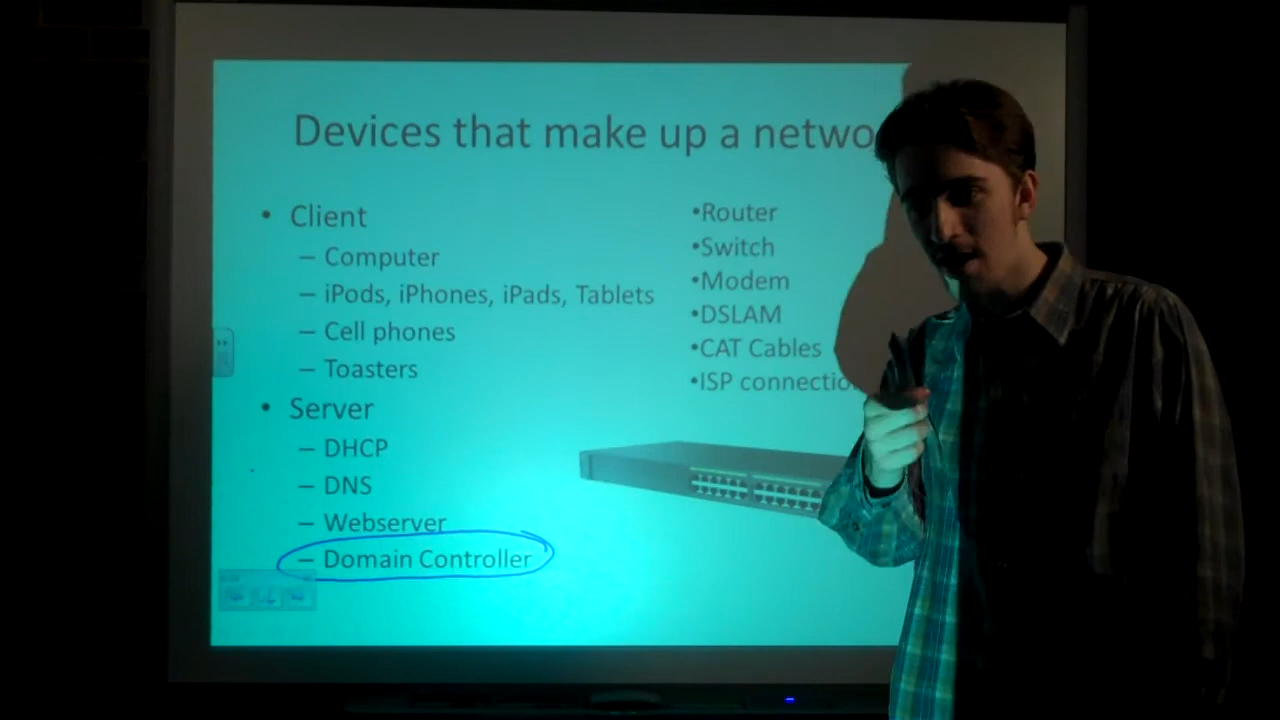 Devices that make up a netwo
• Client
– Computer
– iPods, iPhones, iPads, Tablets
– Cell phones
– Toasters
• Server
– DHCP
– DNS
– Webserver
– Domain Controller
•Router
•Switch
•Modem
•DSLAM
•CAT Cables
•ISP connectio